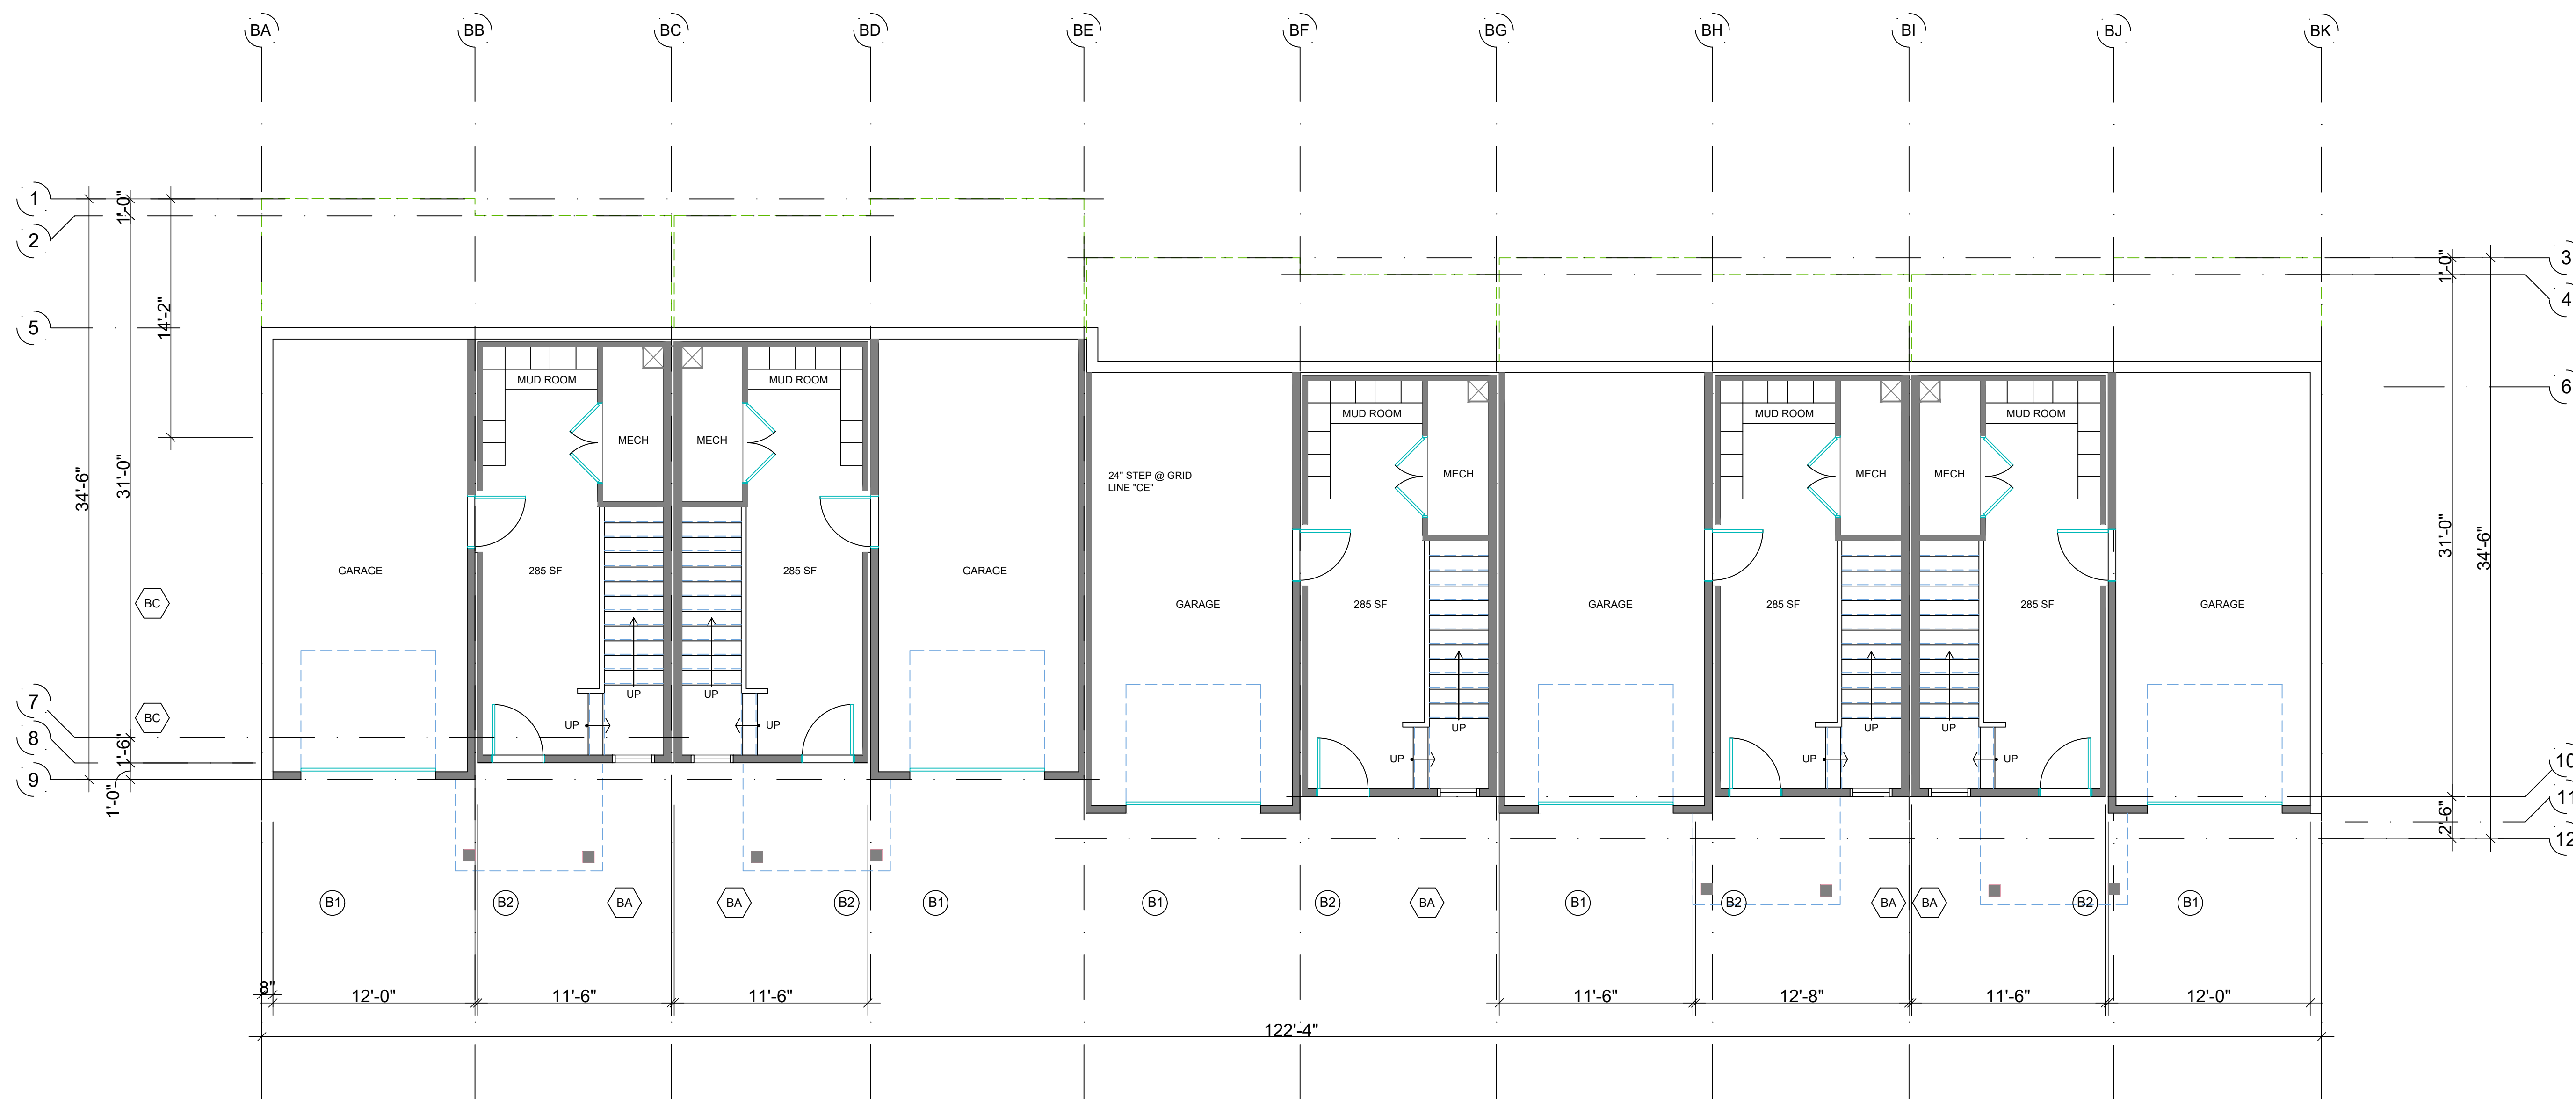 BA BB BC BD BE BF BG BH BI BJ BK
1
1'-0"
2
3
1'-0"
4
14'-2"
5
6
MUD ROOM MUD ROOM
MUD ROOM MUD ROOM MUD ROOM
MECH MECH
MECH MECH MECH
24" STEP @ GRID
LINE "CE"
34'-6" 31'-0"
31'-0" 34'-6"
GARAGE 285 SF 285 SF GARAGE
GARAGE 285 SF GARAGE 285 SF 285 SF GARAGE
BC
UP UP
7
BC
UP UP
UP UP UP
8
1'-6"
UP UP UP
10
9
1'-0"
11
2'-6"
12
B1 B2 BA BA B2 B1 B1 B2 BA B1 B2 BA BA B2 B1
8"
12'-0" 11'-6" 11'-6" 11'-6" 12'-8" 11'-6" 12'-0"
122'-4"